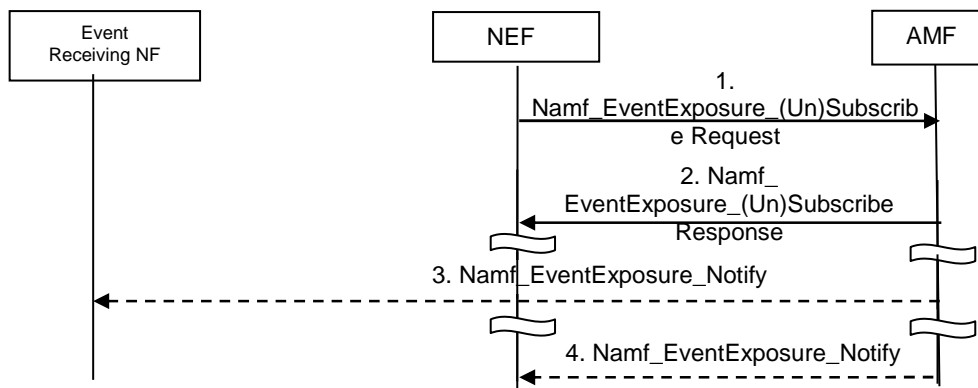 Event
Receiving NF
NEF
AMF
1.
Namf_EventExposure_(Un)Subscrib
e Request
2. Namf_
EventExposure_(Un)Subscribe
Response
3. Namf_EventExposure_Notify
4. Namf_EventExposure_Notify